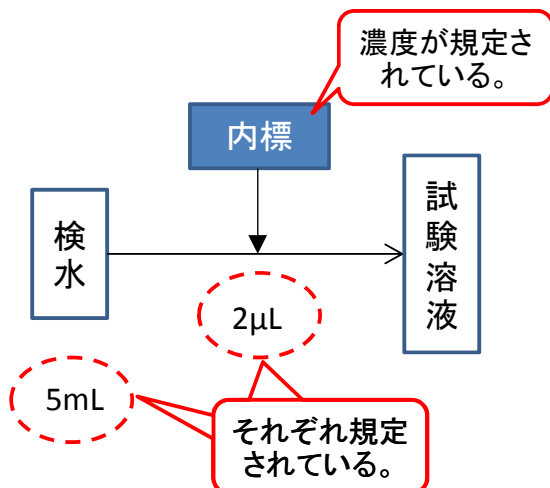 濃度が規定さ
れている。
内標
検水
試験溶液
2μL
5mL
それぞれ規定
されている。